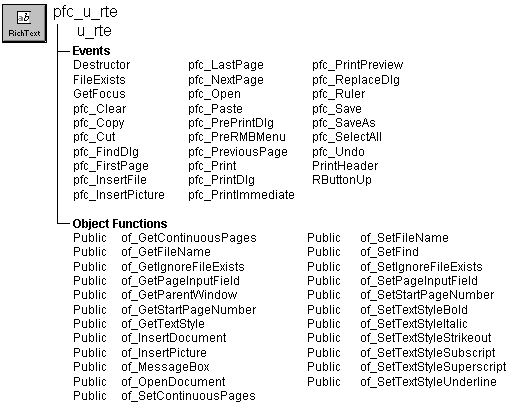 pfc_u_rte
u_rte
ab
RichText
Events
Destructor pfc_LastPage pfc_PrintPreview
FileExists pfc_NextPage pfc_ReplaceDlg
GetFocus pfc_Open pfc_Ruler
pfc_Clear pfc_Paste pfc_Save
pfc_Copy pfc_PrePrintDlg pfc_SaveAs
pfc_Cut pfc_PreRMBMenu pfc_SelectAll
pfc_FindDlg pfc_PreviousPage pfc_Undo
pfc_FirstPage pfc_Print PrintHeader
pfc_InsertFile pfc_PrintDlg RButtonUp
pfc_InsertPicture pfc_PrintImmediate
Object Functions
Public of_GetContinuousPages Public of_SetFileName
Public of_GetFileName Public of_SetFind
Public of_GetIgnoreFileExists Public of_SetIgnoreFileExists
Public of_GetPageInputField Public of_SetPageInputField
Public of_GetParentWindow Public of_SetStartPageNumber
Public of_GetStartPageNumber Public of_SetTextStyleBold
Public of_GetTextStyle Public of_SetTextStyleItalic
Public of_InsertDocument Public of_SetTextStyleStrikeout
Public of_InsertPicture Public of_SetTextStyleSubscript
Public of_MessageBox Public of_SetTextStyleSuperscript
Public of_OpenDocument Public of_SetTextStyleUnderline
Public of_SetContinuousPages